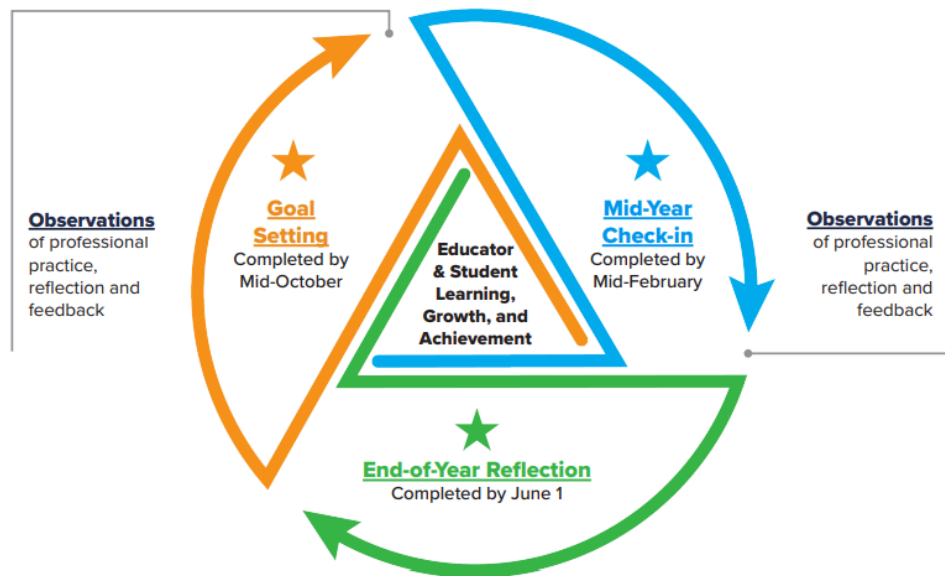 Observations
of professional
practice,
reflection and
feedback
Goal
Setting
Completed by
Mid-October
Educator
& Student
Learning,
Growth, and
Achievement
Mid-Year
Check-in
Completed by
Mid-February
Observations
of professional
practice,
reflection and
feedback
End-of-Year Reflection
Completed by June 1